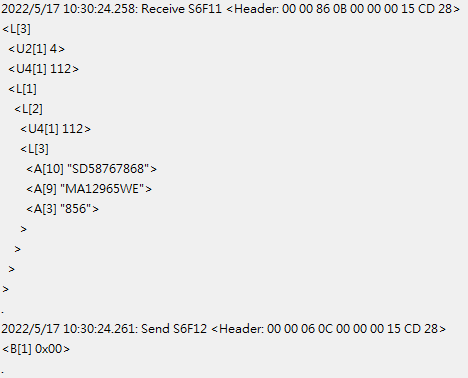 2022/5/17 10:30:24.258: Receive S6F11 <Header: 00 00 86 0B 00 00 00 15 CD 28>
<L[3]
<U2[1] 4>
<U4[1] 112>
<L[1]
<L[2]
<U4[1] 112>
<L[3]
<A[10] "SD58767868">
<A[9] "MA12965WE">
<A[3] "856">
>
>
>
>
.
2022/5/17 10:30:24.261: Send S6F12 <Header: 00 00 06 0C 00 00 00 15 CD 28>
<B[1] 0x00>
.